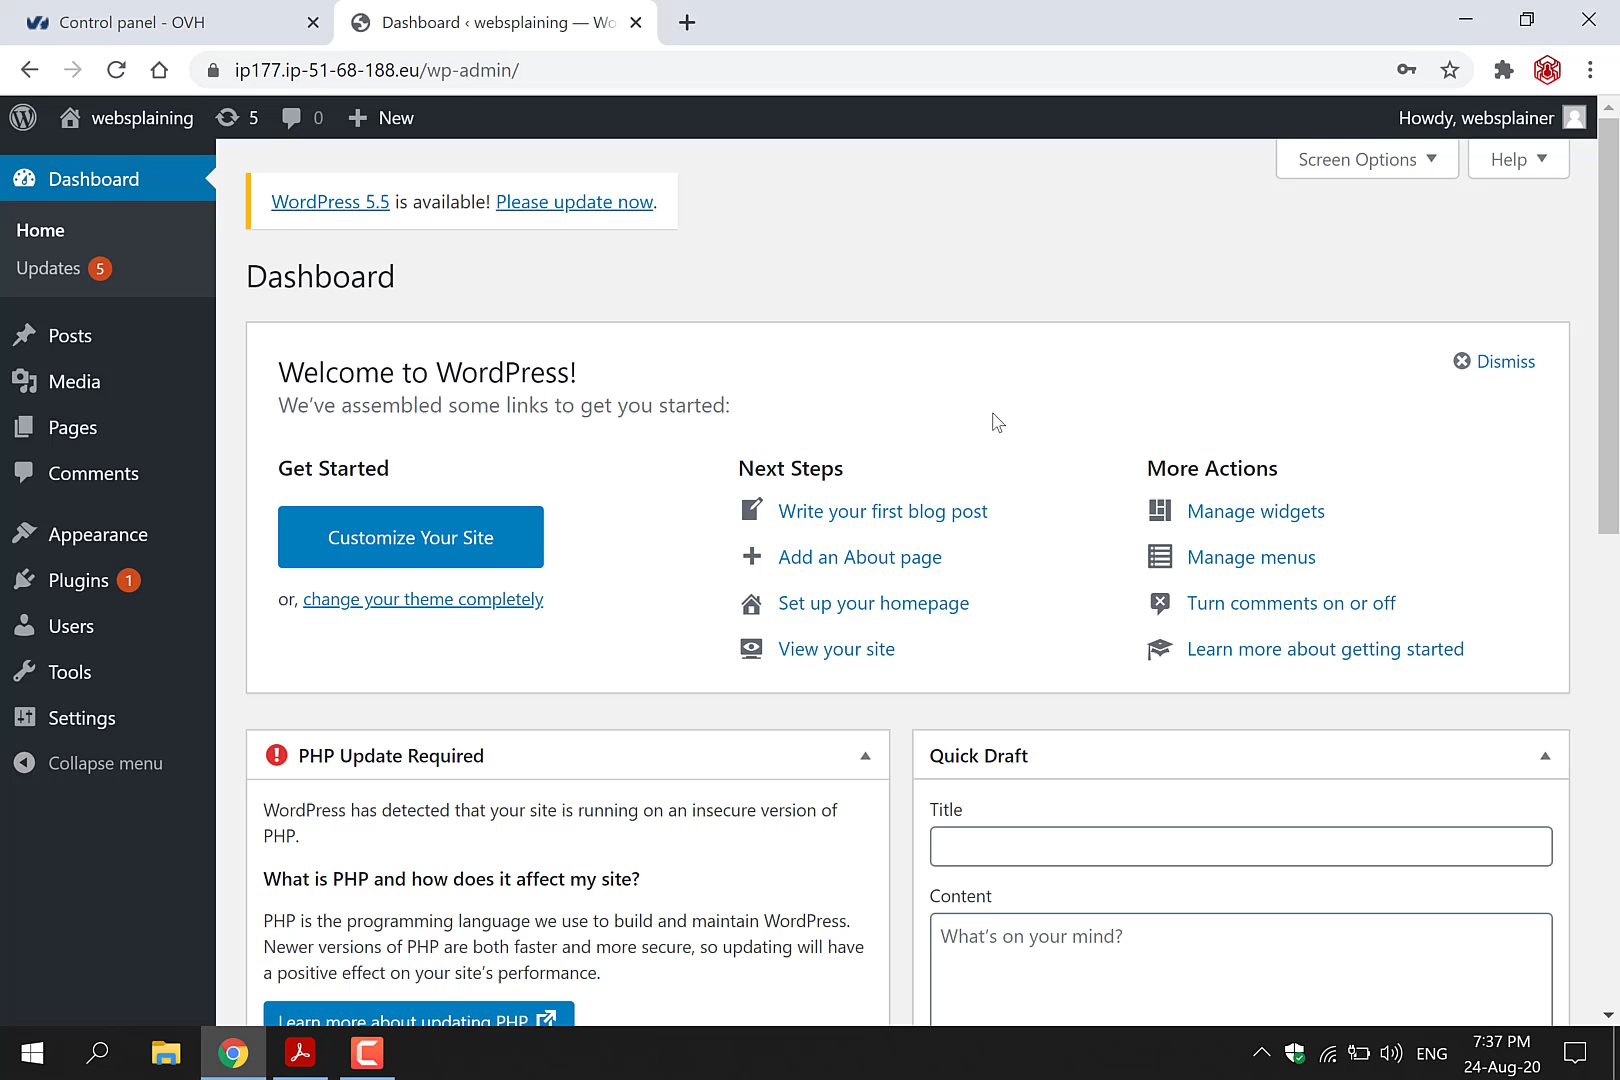 Control panel - OVH
Dashboard ‹ websplaining — Wo
ip177.ip-51-68-188.eu/wp-admin/
websplaining 5 0 New
Howdy, websplainer
Screen Options
Help
Dashboard
Home
Updates 5
Posts
Media
Pages
Comments
Appearance
Plugins 1
Users
Tools
Settings
Collapse menu
WordPress 5.5 is available! Please update now.
Dashboard
Welcome to WordPress!
We've assembled some links to get you started:
Dismiss
Get Started
Customize Your Site
or, change your theme completely
Next Steps
Write your first blog post
Add an About page
Set up your homepage
View your site
More Actions
Manage widgets
Manage menus
Turn comments on or off
Learn more about getting started
PHP Update Required
WordPress has detected that your site is running on an insecure version of
PHP.
What is PHP and how does it affect my site?
PHP is the programming language we use to build and maintain WordPress.
Newer versions of PHP are both faster and more secure, so updating will have
a positive effect on your site's performance.
Learn more about updating PHP
Quick Draft
Title
Content
What's on your mind?
ENG
7:37 PM
24-Aug-20